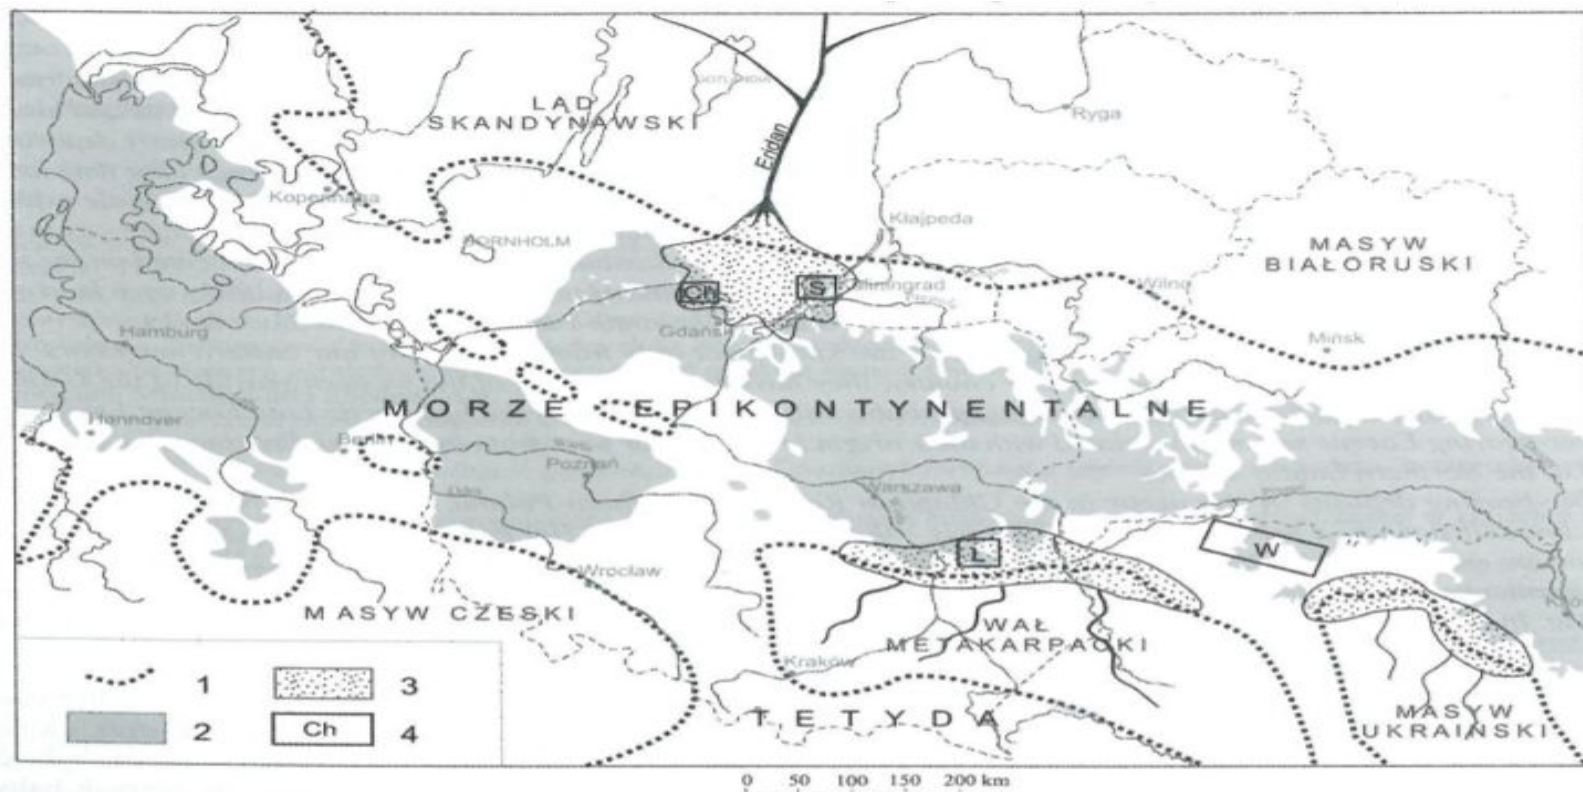 GOTLANDIA
LĄD
SKANDYNAWSKI
Eridan
Ryga
Kopenhaga
Kłajpeda
BORNHOLM
MASYW
BIAŁORUSKI
Ch
S
Kaliningrad
Wilno
Hamburg
Gdańsk
Mińsk
MORZE EPIKONTYNENTALNE
Hannover
Berlin
Poznań
Warszawa
L
W
Wrocław
MASYW CZESKI
WAŁ
METAKARPACKI
Kraków
TETYDA
MASYW
UKRAIŃSKI
1
3
2
Ch
4
0 50 100 150 200 km